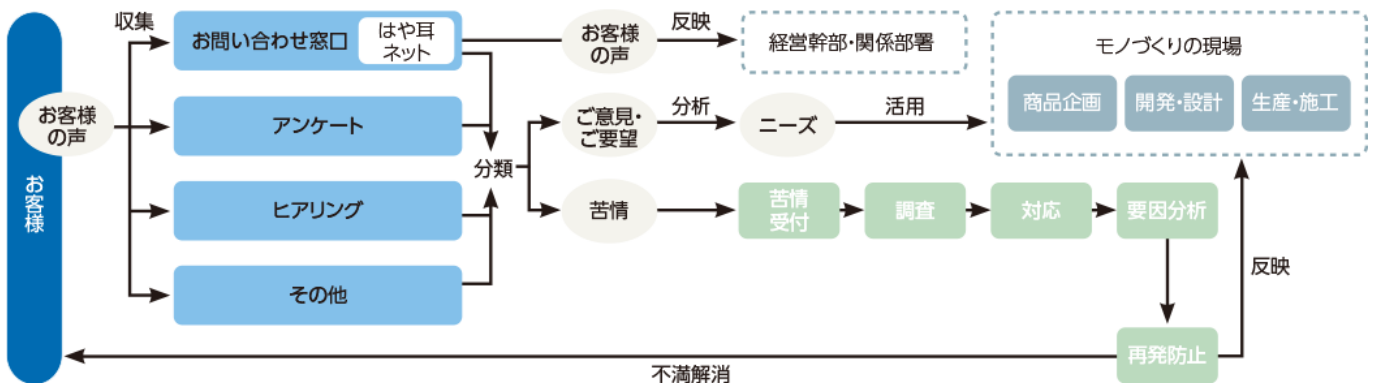 お客様
お客様
の声
収集
お問い合わせ窓口
はや耳
ネット
アンケート
ヒアリング
その他
分類
お客様
の声
反映
経営幹部・関係部署
ご意見・
ご要望
分析
ニーズ
活用
モノづくりの現場
商品企画
開発・設計
生産・施工
苦情
苦情
受付
調査
対応
要因分析
再発防止
反映
不満解消